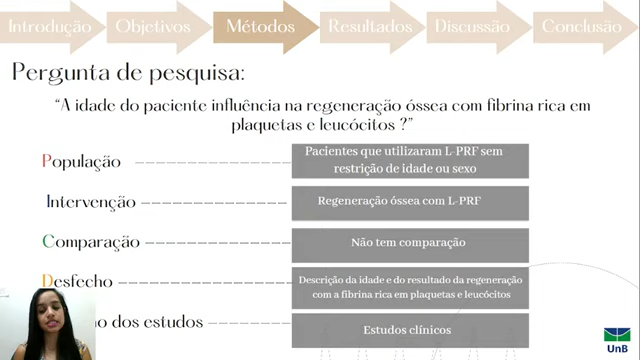 Introdução Objetivos Métodos Resultados Discussão Conclusão
Pergunta de pesquisa:
“A idade do paciente influência na regeneração óssea com fibrina rica em
plaquetas e leucócitos ?”
População
Pacientes que utilizaram L-PRF sem
restrição de idade ou sexo
Intervenção
Regeneração óssea com L-PRF
Comparação
Não tem comparação
Desfecho
Descrição da idade e do resultado da regeneração
com a fibrina rica em plaquetas e leucócitos
dos estudos
Estudos clínicos
UnB